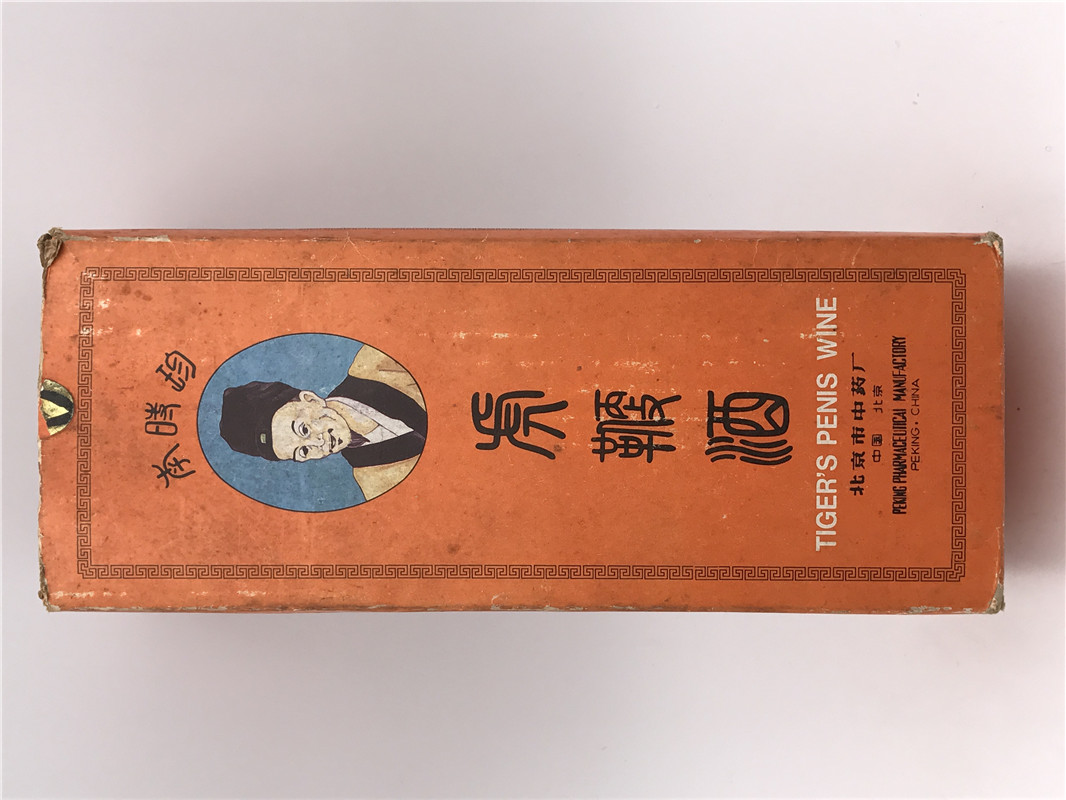 李時珍
虎
鞭
酒
TIGER'S PENIS WINE
北京市中药厂
中国 北京
PEKING PHARMACEUTICAL MANUFACTORY
PEKING·CHINA